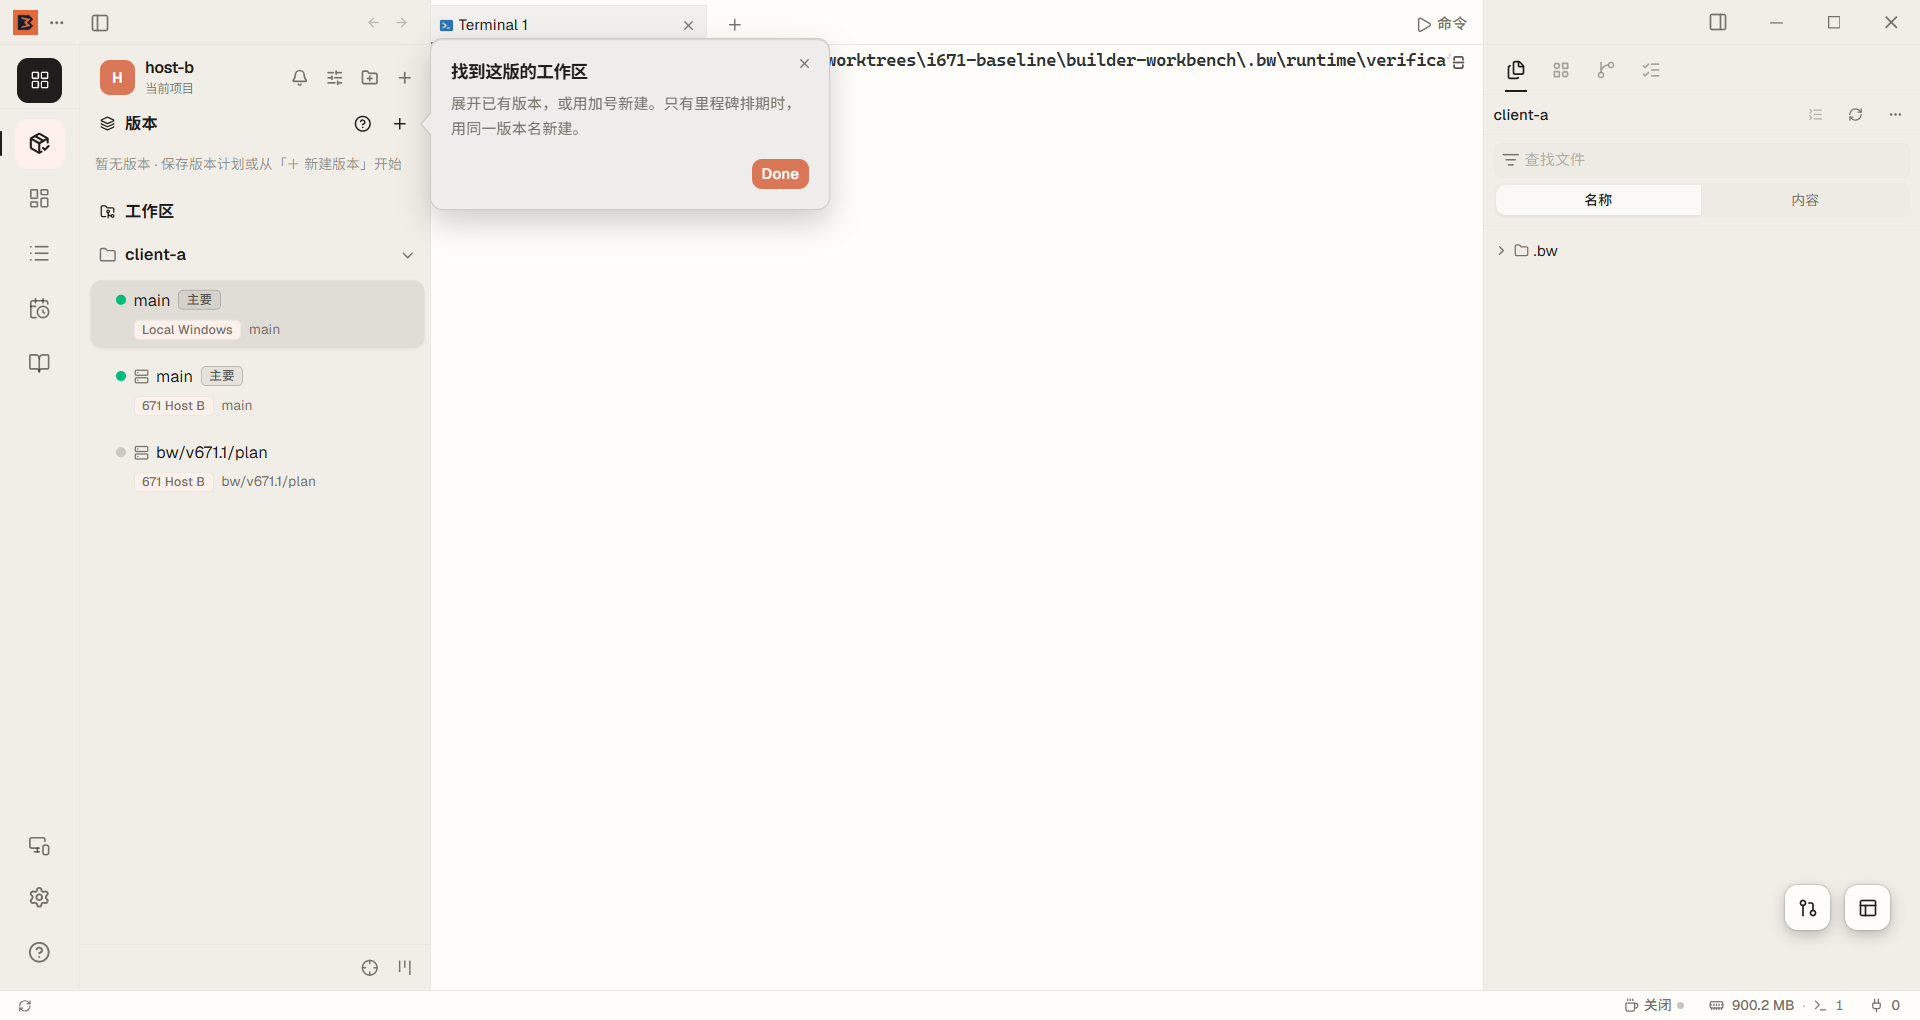 Terminal 1
命令
H
host-b
当前项目
找到这版的工作区
展开已有版本，或用加号新建。只有里程碑排期时，
用同一版本名新建。
Done
worktrees\i671-baseline\builder-workbench\.bw\runtime\verifica
版本
暂无版本 · 保存版本计划或从「＋ 新建版本」开始
工作区
client-a
main 主要
Local Windows main
main 主要
671 Host B main
bw/v671.1/plan
671 Host B bw/v671.1/plan
client-a
查找文件
名称 内容
.bw
关闭 900.2 MB · 1 0